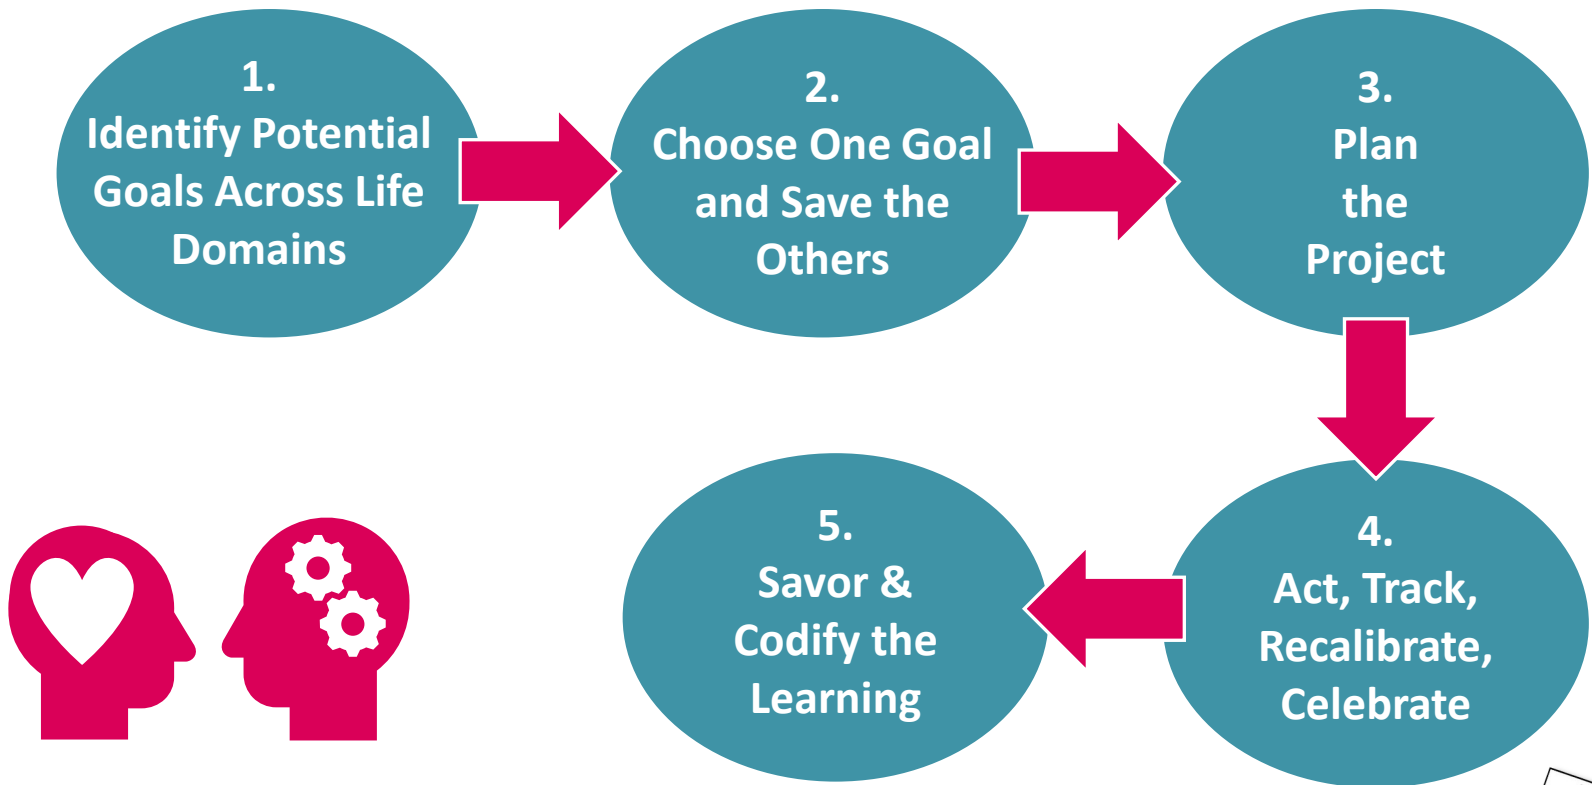 1.
Identify Potential
Goals Across Life
Domains
2.
Choose One Goal
and Save the
Others
3.
Plan
the
Project
4.
Act, Track,
Recalibrate,
Celebrate
5.
Savor &
Codify the
Learning